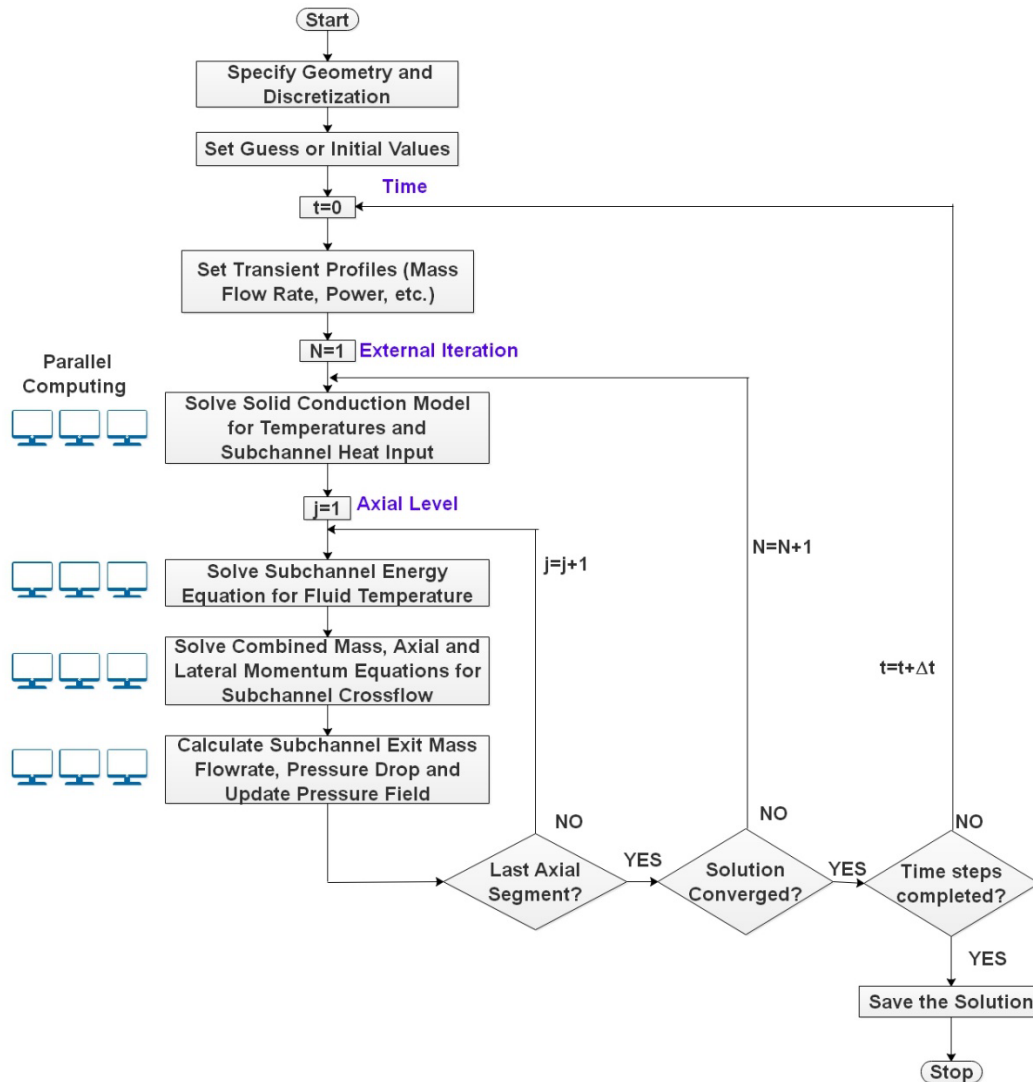 Start
Specify Geometry and
Discretization
Set Guess or Initial Values
Time
t=0
Set Transient Profiles (Mass
Flow Rate, Power, etc.)
N=1
External Iteration
Parallel
Computing
Solve Solid Conduction Model
for Temperatures and
Subchannel Heat Input
j=1
Axial Level
j=j+1
N=N+1
t=t+Δt
Solve Subchannel Energy
Equation for Fluid Temperature
Solve Combined Mass, Axial and
Lateral Momentum Equations for
Subchannel Crossflow
Calculate Subchannel Exit Mass
Flowrate, Pressure Drop and
Update Pressure Field
NO
Last Axial
Segment?
YES
NO
Solution
Converged?
YES
NO
Time steps
completed?
YES
Save the Solution
Stop